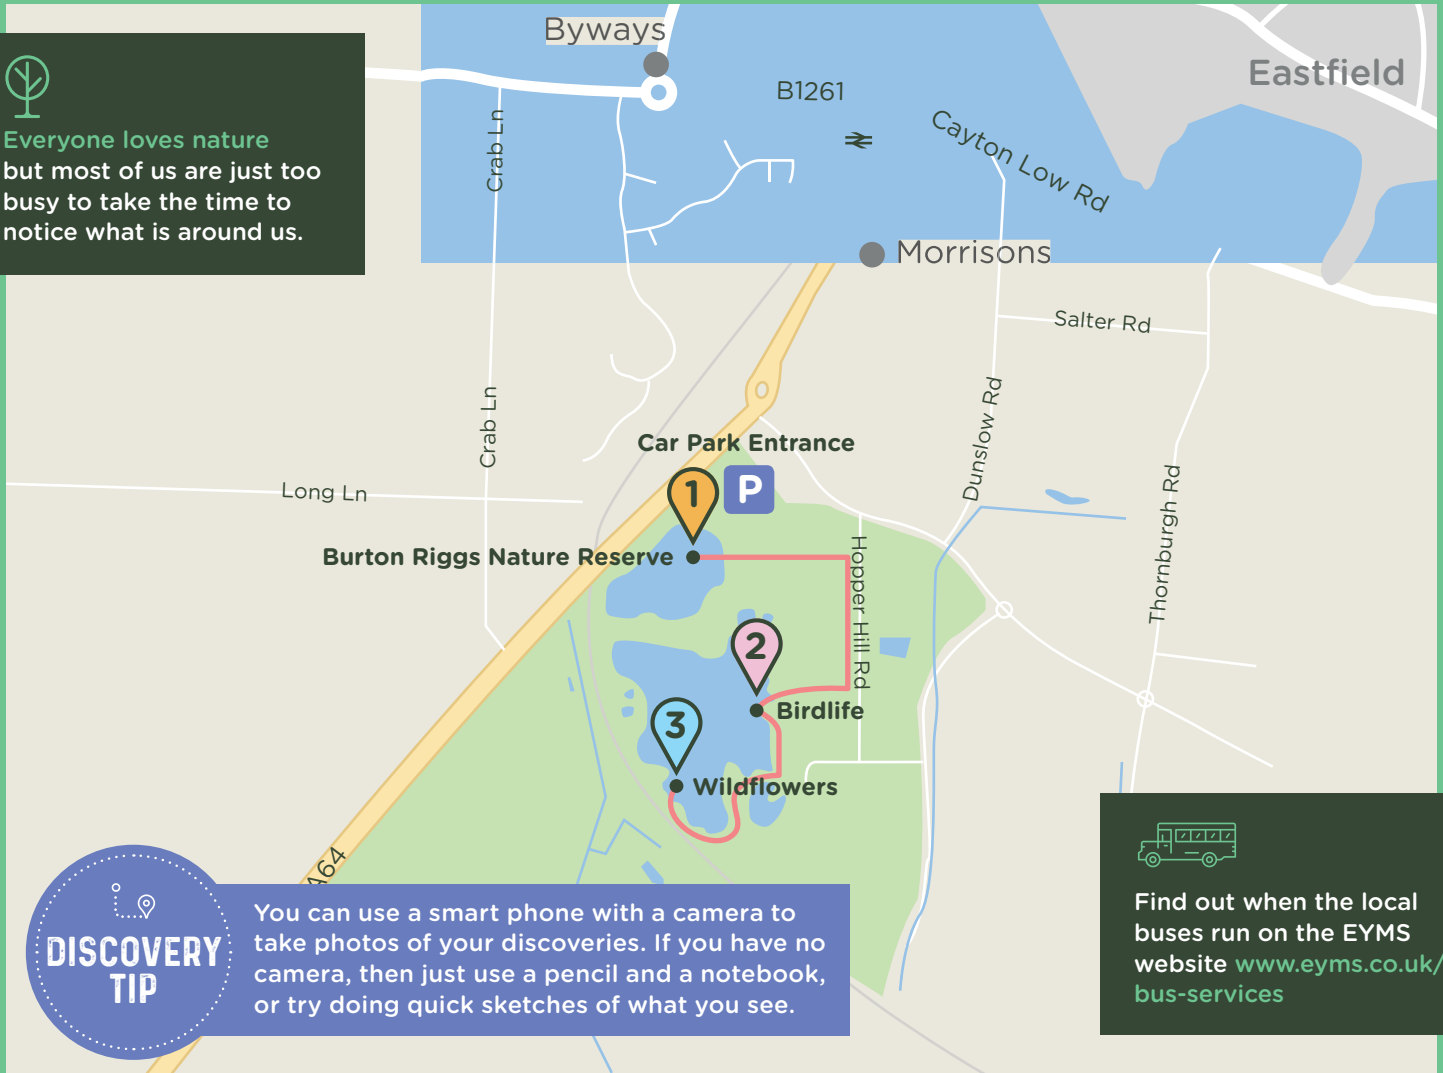 Byways
B1261
Eastfield
Everyone loves nature
but most of us are just too
busy to take the time to
notice what is around us.
Crab Ln
Cayton Low Rd
Morrisons
Salter Rd
Crab Ln
Dunslow Rd
Car Park Entrance
1
P
Long Ln
Thornburgh Rd
Burton Riggs Nature Reserve
Hopper Hill Rd
2
Birdlife
3
Wildflowers
A64
DISCOVERY
TIP
You can use a smart phone with a camera to
take photos of your discoveries. If you have no
camera, then just use a pencil and a notebook,
or try doing quick sketches of what you see.
Find out when the local
buses run on the EYMS
website www.eyms.co.uk/
bus-services